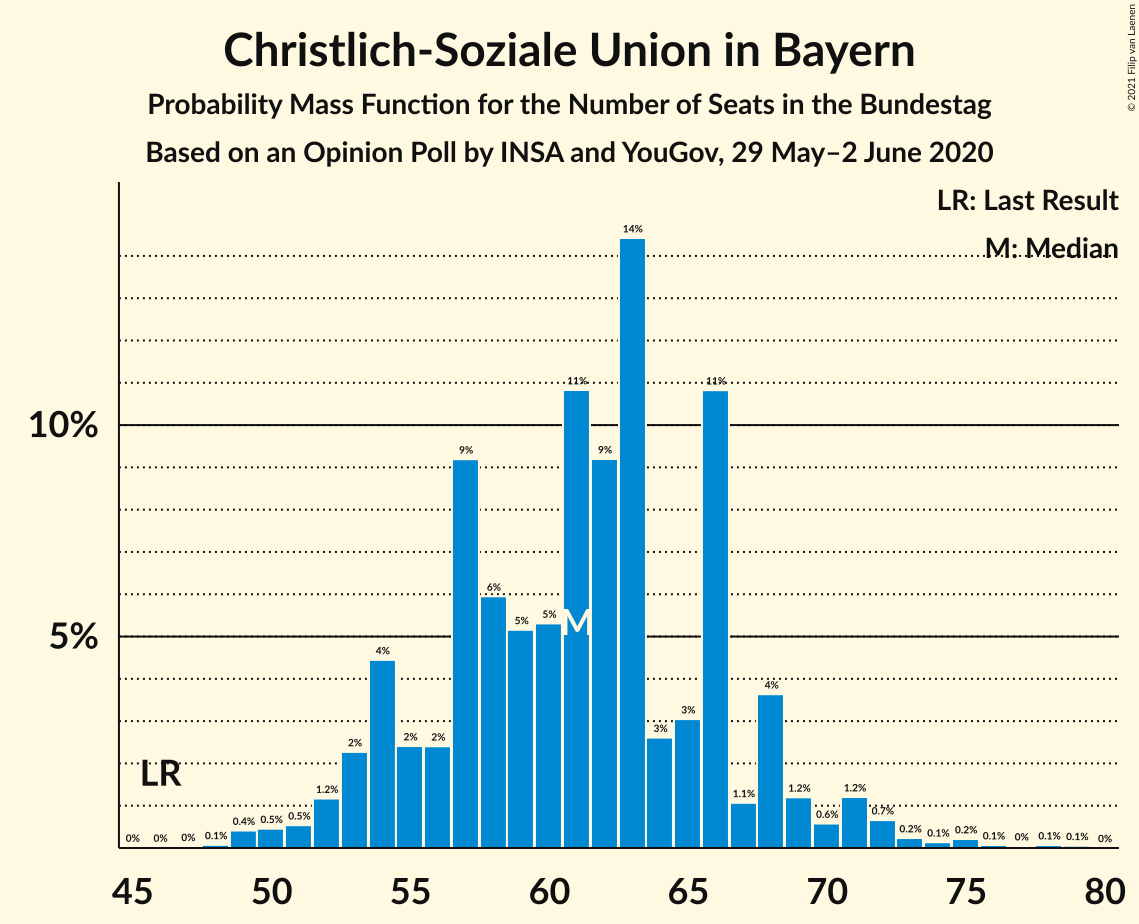 Christlich-Soziale Union in Bayern
Probability Mass Function for the Number of Seats in the Bundestag
Based on an Opinion Poll by INSA and YouGov, 29 May–2 June 2020
© 2021 Filip van Laenen
LR: Last Result
M: Median
10%
5%
LR
M
0% 0% 0% 0.1% 0.4% 0.5% 0.5% 1.2% 2% 4% 2% 2% 9% 6% 5% 5% 11% 9% 14% 3% 3% 11% 1.1% 4% 1.2% 0.6% 1.2% 0.7% 0.2% 0.1% 0.2% 0.1% 0% 0.1% 0.1% 0%
45 50 55 60 65 70 75 80